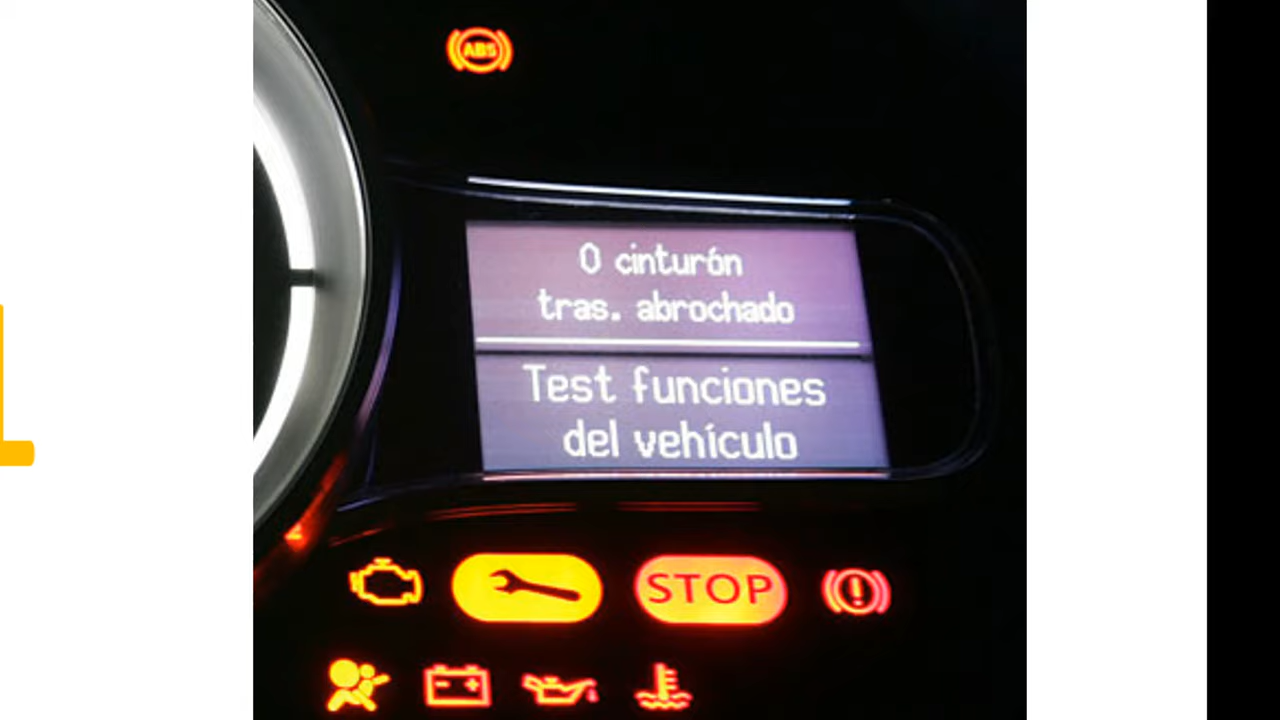 ABS
0 cinturón
tras. abrochado
Test funciones
del vehículo
STOP